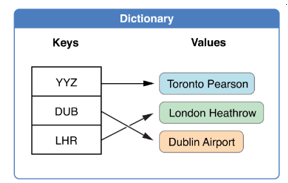 Dictionary
Keys Values
YYZ Toronto Pearson
DUB London Heathrow
LHR Dublin Airport